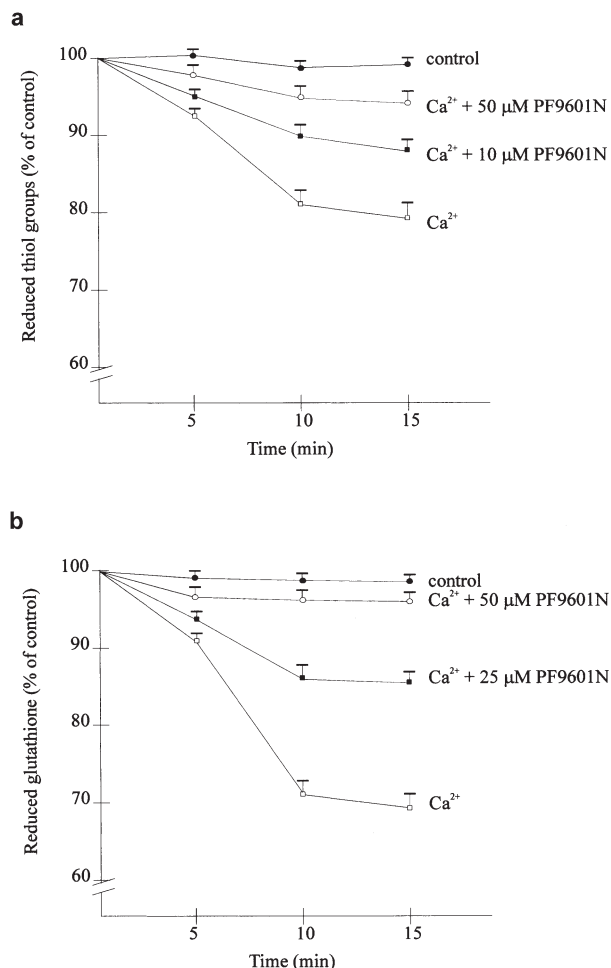 a
Reduced thiol groups (% of control)
100
90
80
70
60
control
Ca²⁺ + 50 μM PF9601N
Ca²⁺ + 10 μM PF9601N
Ca²⁺
5 10 15
Time (min)
b
Reduced glutathione (% of control)
100
90
80
70
60
control
Ca²⁺ + 50 μM PF9601N
Ca²⁺ + 25 μM PF9601N
Ca²⁺
5 10 15
Time (min)